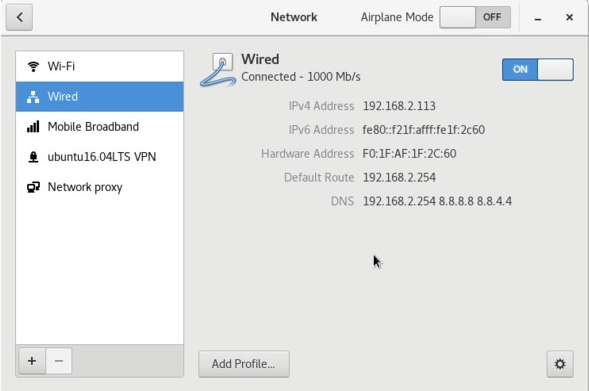 Network
Airplane Mode OFF
Wi-Fi
Wired
Mobile Broadband
ubuntu16.04LTS VPN
Network proxy
Wired
Connected - 1000 Mb/s
ON
IPv4 Address 192.168.2.113
IPv6 Address fe80::f21f:afff:fe1f:2c60
Hardware Address F0:1F:AF:1F:2C:60
Default Route 192.168.2.254
DNS 192.168.2.254 8.8.8.8 8.8.4.4
Add Profile...